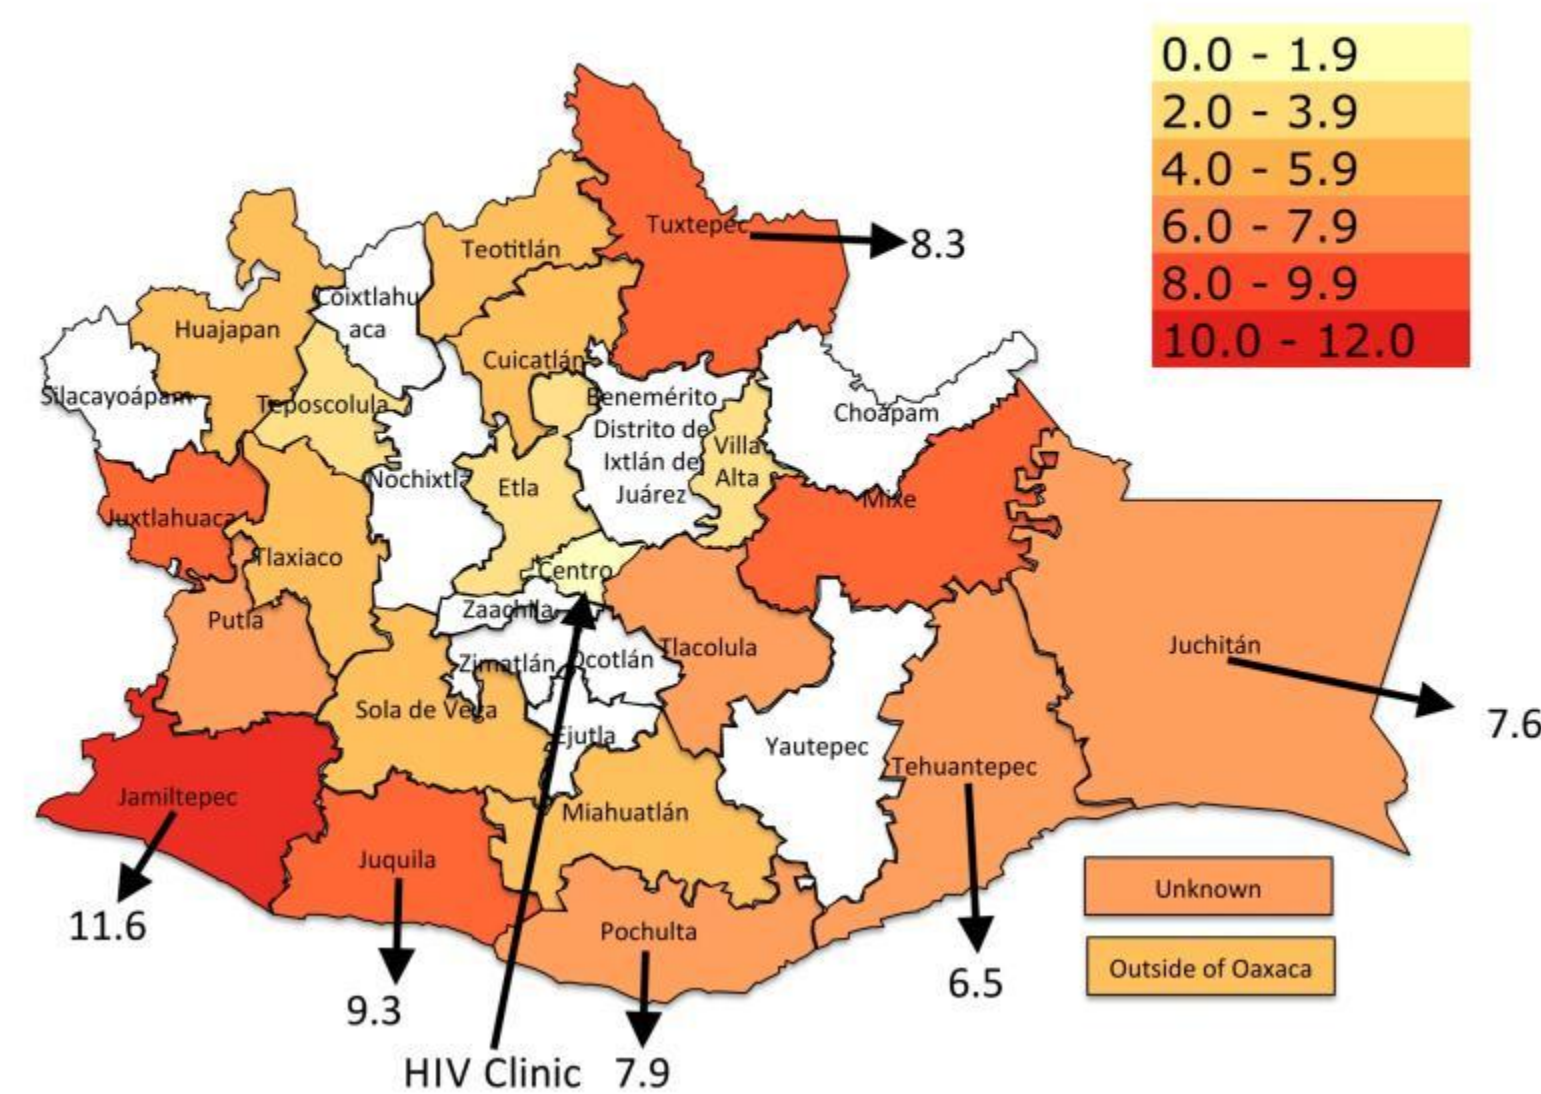 0.0 - 1.9
2.0 - 3.9
4.0 - 5.9
6.0 - 7.9
8.0 - 9.9
10.0 - 12.0
Tuxtepec
8.3
Teotitlán
Coixtlahu
aca
Huajapan
Cuicatlán
Silacayoápam
Teposcolula
Benemérito
Distrito de
Ixtlán de
Juárez
Choápam
Villa
Alta
Nochixtla
Etla
Mixe
Juxtlahuaca
Tlaxiaco
Centro
Zaachila
Putla
Tlacolula
Juchitán
Zimatlán
Ocotlán
Sola de Vega
7.6
Ejutla
Yautepec
Tehuantepec
Jamiltepec
Miahuatlán
Juquila
Unknown
11.6
Pochulta
Outside of Oaxaca
6.5
9.3
HIV Clinic
7.9